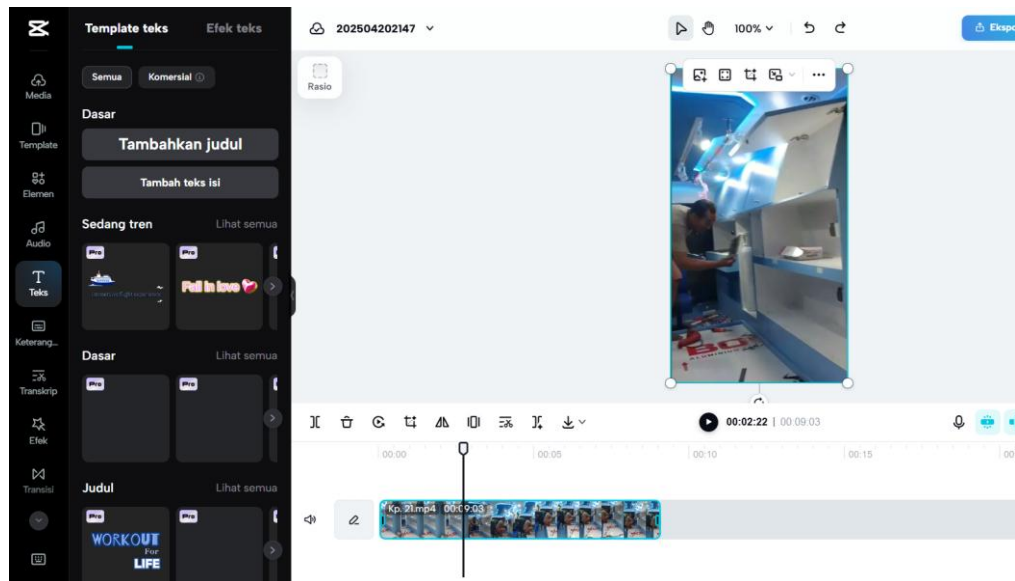 Template teks
Efek teks
202504202147
100%
Ekspo
Media
Template
Elemen
Audio
Teks
Keterang...
Transkrip
Efek
Transisi
Semua
Komersial
Dasar
Tambahkan judul
Tambah teks isi
Sedang tren
Lihat semua
Pro
Pro
Fall in love
Dasar
Lihat semua
Pro
Pro
Judul
Lihat semua
Pro
Pro
WORKOUT
For
LIFE
Rasio
BO
00:02:22 | 00:09:03
00:00
00:05
00:10
00:15
00
Kp. 21.mp4 00:09:03